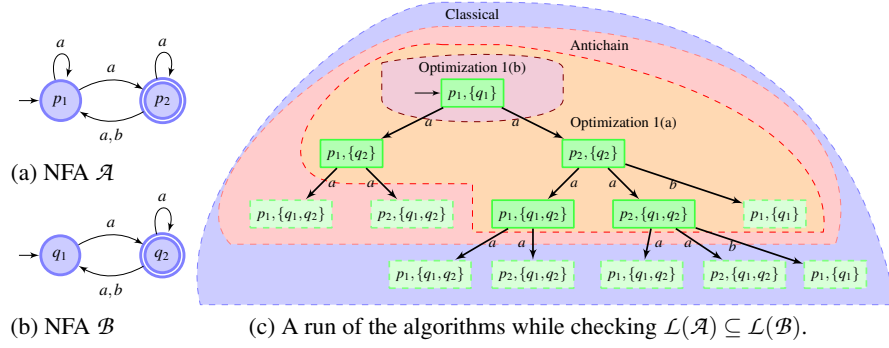 Classical
Antichain
Optimization 1(b)
p₁,{q₁}
a a
Optimization 1(a)
p₁,{q₂} p₂,{q₂}
a a a a b
p₁,{q₁,q₂} p₂,{q₁,q₂} p₁,{q₁,q₂} p₂,{q₁,q₂} p₁,{q₁}
a a a a b
p₁,{q₁,q₂} p₂,{q₁,q₂} p₁,{q₁,q₂} p₂,{q₁,q₂} p₁,{q₁}
a a
a
p₁ p₂
a,b
(a) NFA 𝒜
a
a
q₁ q₂
a,b
(b) NFA ℬ
(c) A run of the algorithms while checking ℒ(𝒜) ⊆ ℒ(ℬ).